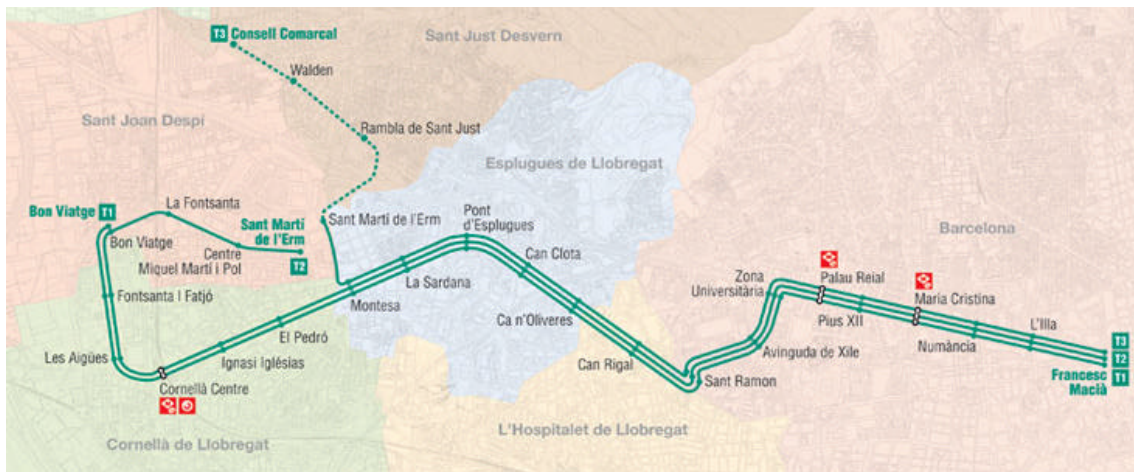 T3 Consell Comarcal
Sant Just Desvern
Walden
Sant Joan Despí
Rambla de Sant Just
Esplugues de Llobregat
La Fontsanta
Bon Viatge T1
Sant Martí
de l'Erm
T2
Sant Martí de l'Erm
Pont
d'Esplugues
Barcelona
Bon Viatge
Centre
Miquel Martí i Pol
Can Clota
La Sardana
Zona
Universitària
Palau Reial
Maria Cristina
Fontsanta I Fatjó
Montesa
Ca n'Oliveres
Pius XII
L'Illa
El Pedró
Numància
Les Aigües
Ignasi Iglésias
Can Rigal
Avinguda de Xile
T3
T2
T1
Cornellà Centre
Sant Ramon
Francesc
Macià
Cornellà de Llobregat
L'Hospitalet de Llobregat